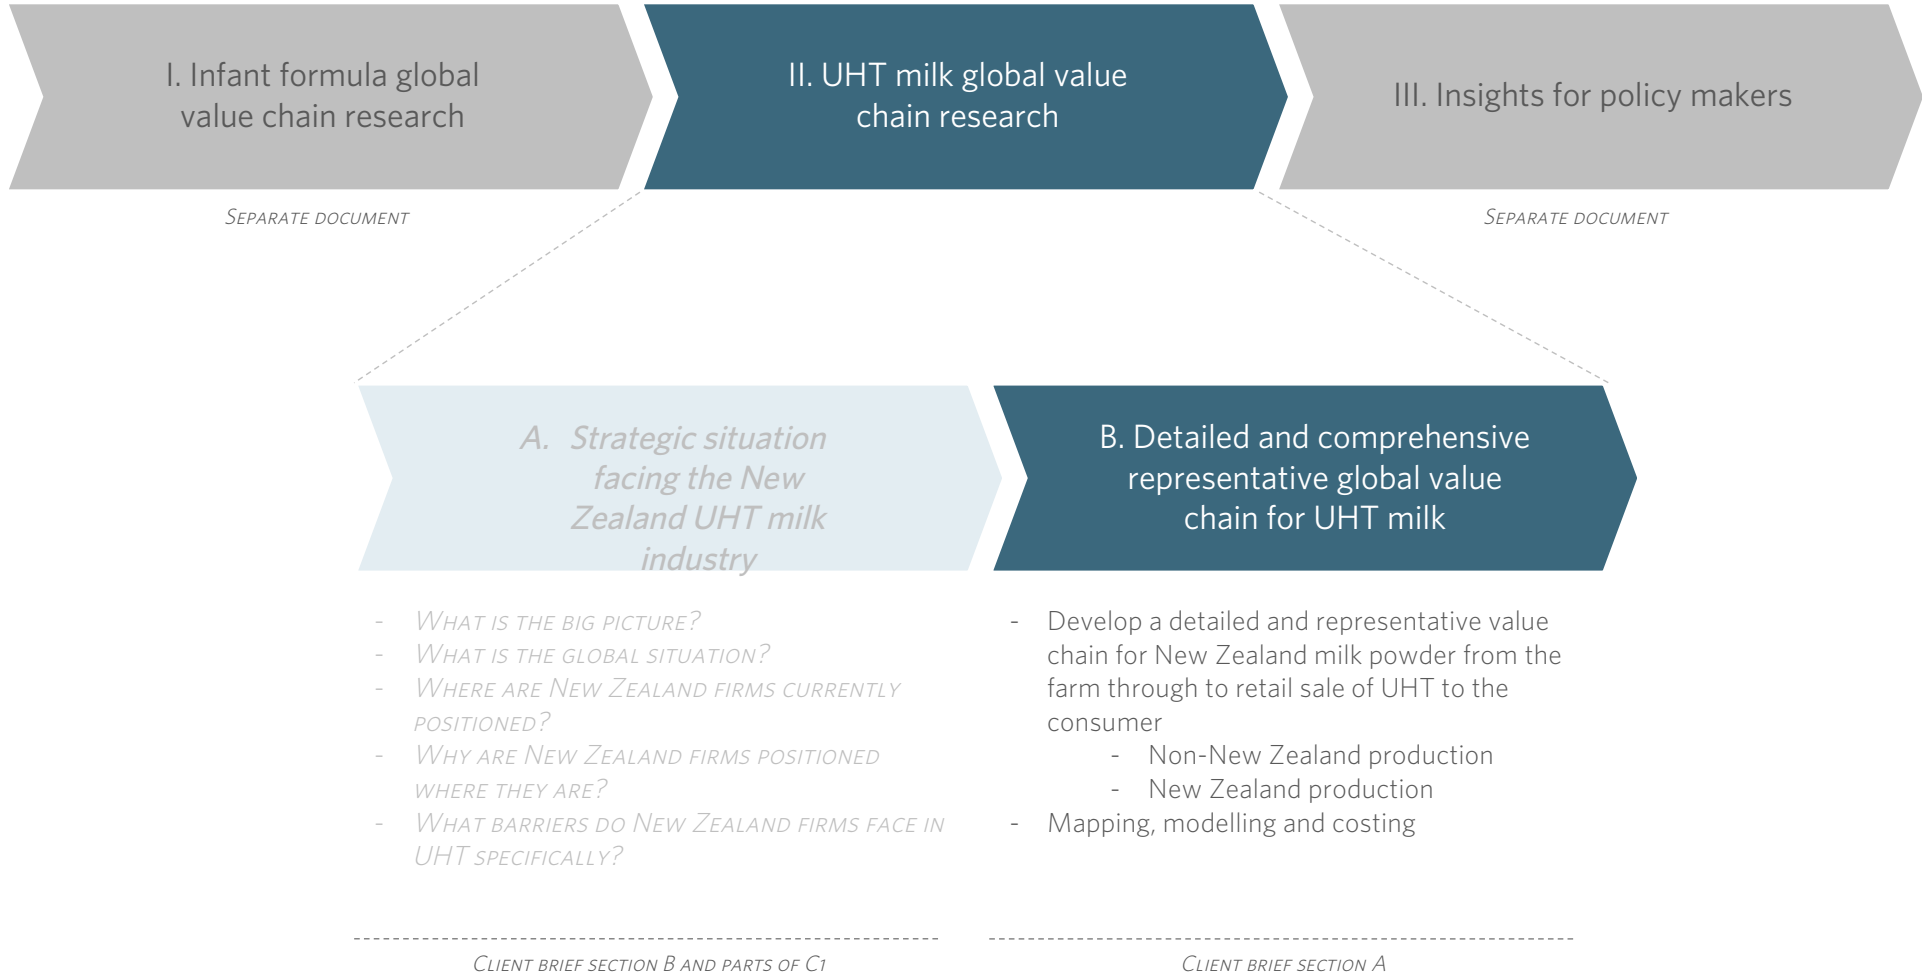 I. Infant formula global
value chain research
II. UHT milk global value
chain research
III. Insights for policy makers
SEPARATE DOCUMENT
SEPARATE DOCUMENT
A. Strategic situation
facing the New
Zealand UHT milk
industry
B. Detailed and comprehensive
representative global value
chain for UHT milk
- WHAT IS THE BIG PICTURE?
- WHAT IS THE GLOBAL SITUATION?
- WHERE ARE NEW ZEALAND FIRMS CURRENTLY
POSITIONED?
- WHY ARE NEW ZEALAND FIRMS POSITIONED
WHERE THEY ARE?
- WHAT BARRIERS DO NEW ZEALAND FIRMS FACE IN
UHT SPECIFICALLY?
- Develop a detailed and representative value
chain for New Zealand milk powder from the
farm through to retail sale of UHT to the
consumer
- Non-New Zealand production
- New Zealand production
- Mapping, modelling and costing
CLIENT BRIEF SECTION B AND PARTS OF C1
CLIENT BRIEF SECTION A